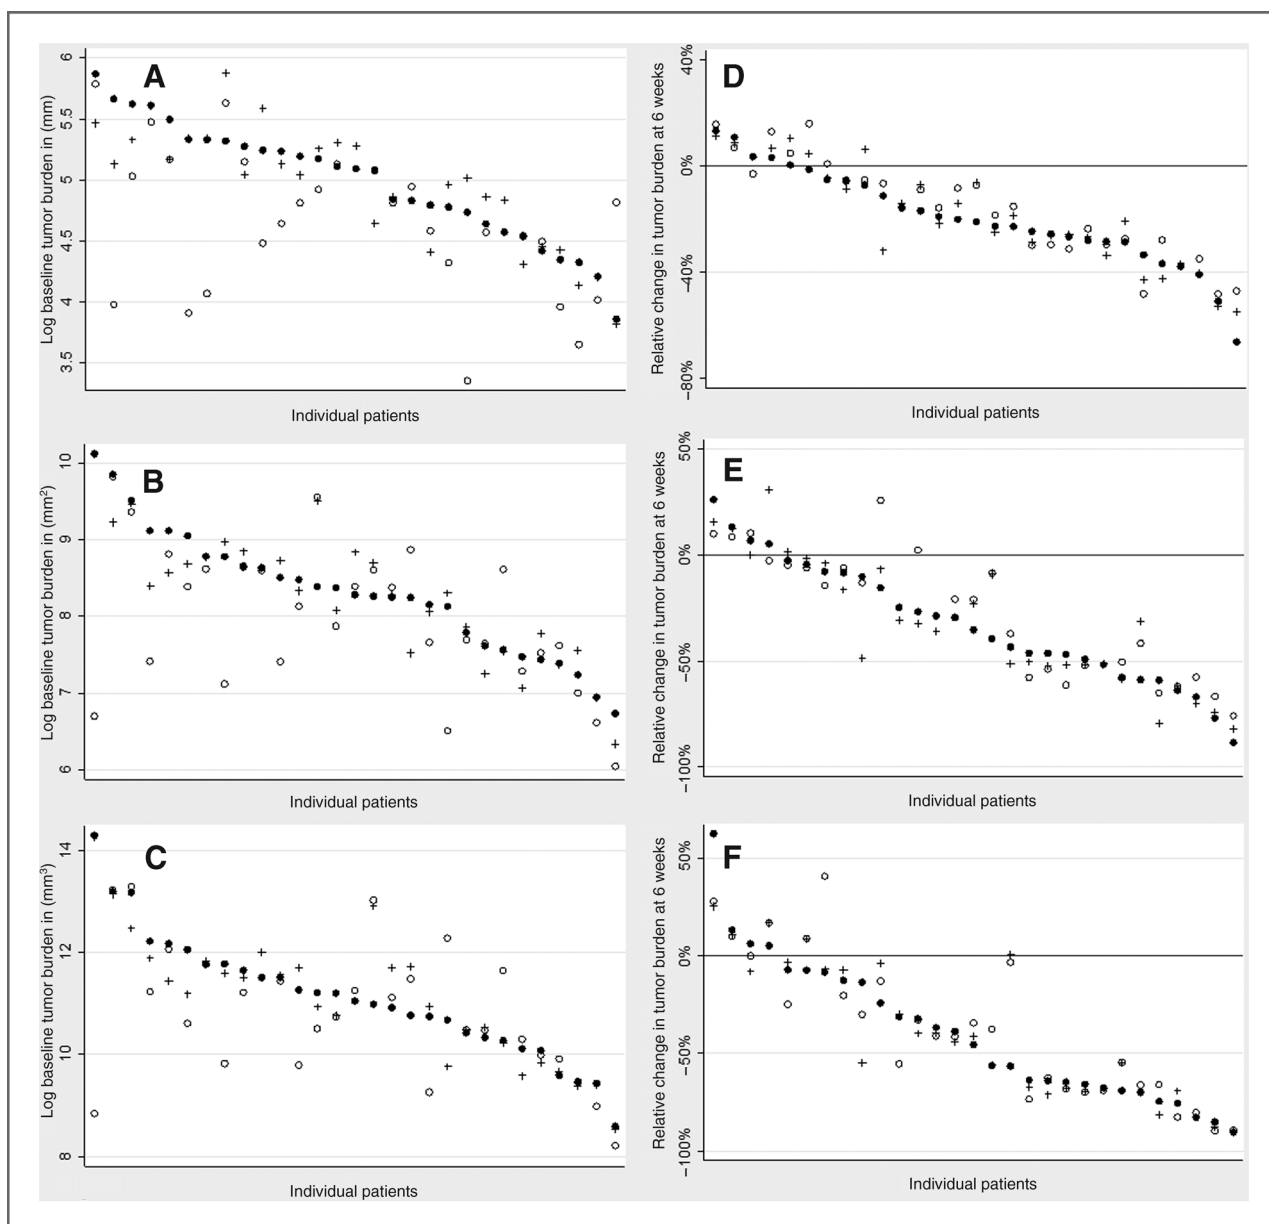 A
Log baseline tumor burden in (mm)
6
5.5
5
4.5
4
3.5
Individual patients
D
Relative change in tumor burden at 6 weeks
40%
0%
−40%
−80%
Individual patients
B
Log baseline tumor burden in (mm²)
10
9
8
7
6
Individual patients
E
Relative change in tumor burden at 6 weeks
50%
0%
−50%
−100%
Individual patients
C
Log baseline tumor burden in (mm³)
14
12
10
8
Individual patients
F
Relative change in tumor burden at 6 weeks
50%
0%
−50%
−100%
Individual patients